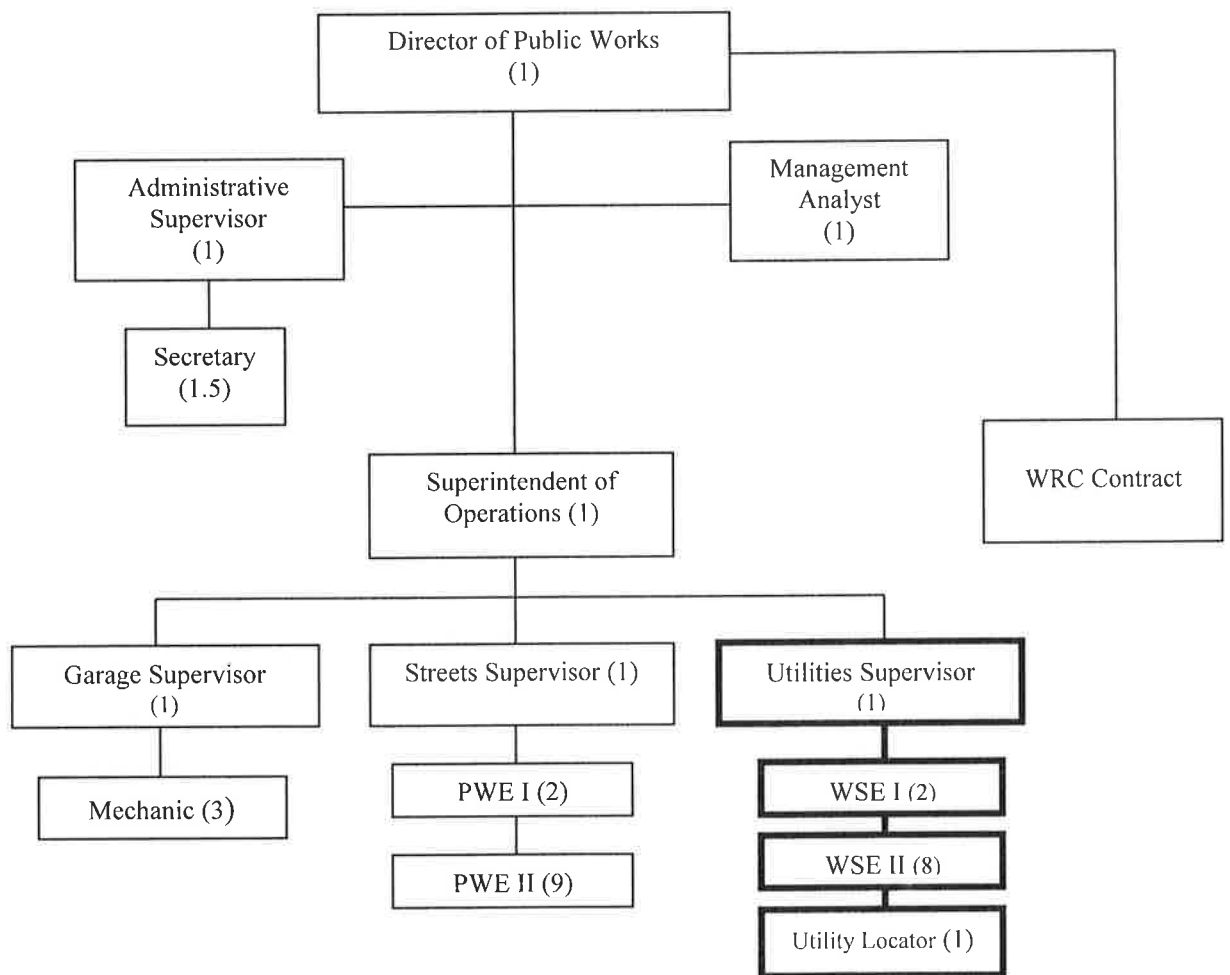 Director of Public Works
(1)
Administrative
Supervisor
(1)
Management
Analyst
(1)
Secretary
(1.5)
Superintendent of
Operations (1)
WRC Contract
Garage Supervisor
(1)
Streets Supervisor (1)
Utilities Supervisor
(1)
Mechanic (3)
PWE I (2)
PWE II (9)
WSE I (2)
WSE II (8)
Utility Locator (1)